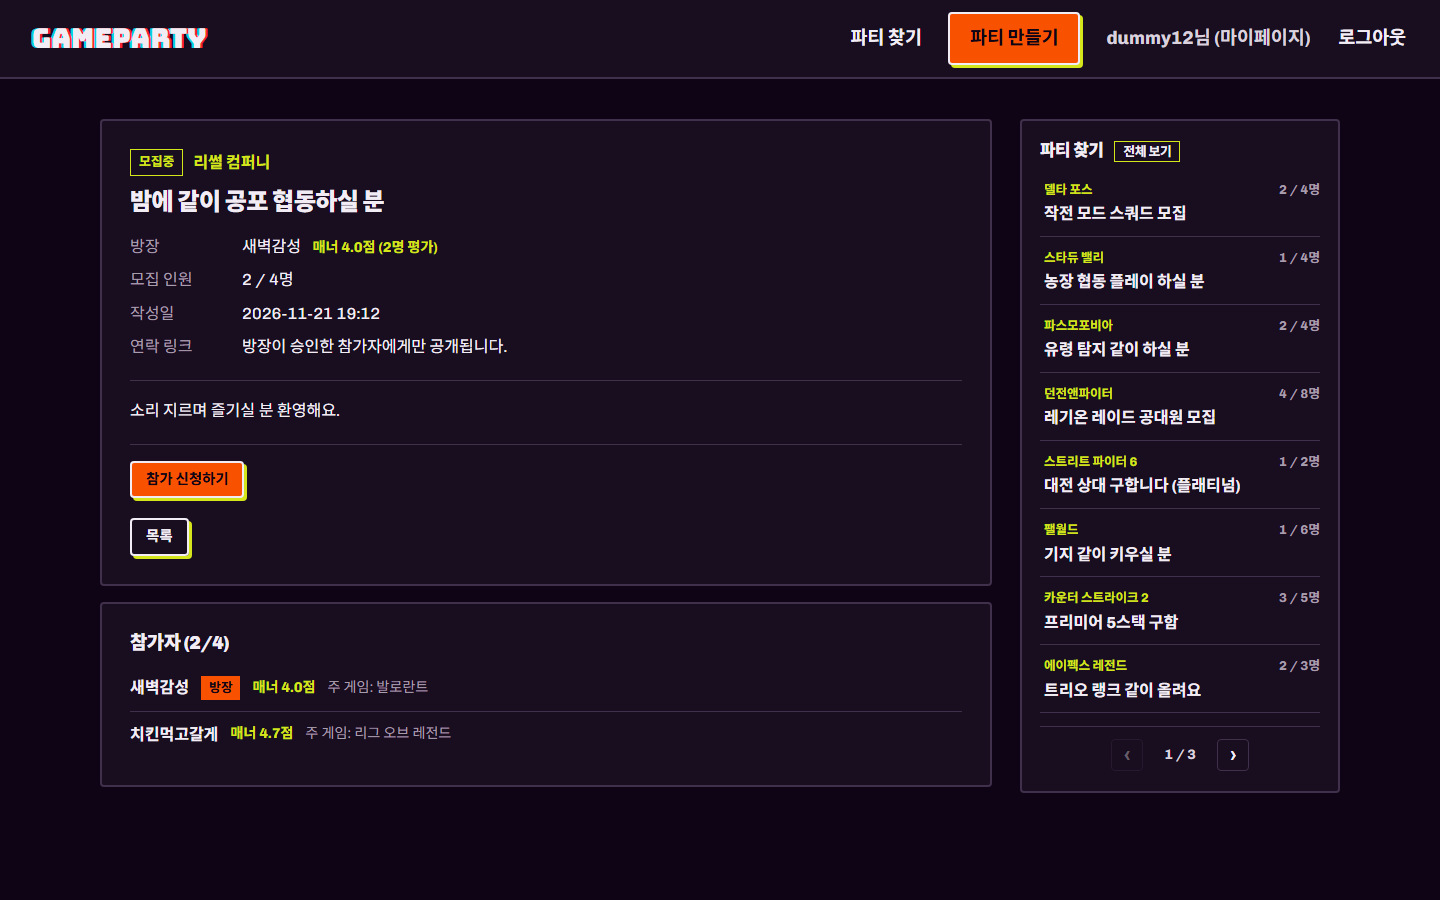 GAMEPARTY
파티 찾기
파티 만들기
dummy12님 (마이페이지)
로그아웃
모집중 리썰 컴퍼니
밤에 같이 공포 협동하실 분
방장 새벽감성 매너 4.0점 (2명 평가)
모집 인원 2 / 4명
작성일 2026-11-21 19:12
연락 링크 방장이 승인한 참가자에게만 공개됩니다.
소리 지르며 즐기실 분 환영해요.
참가 신청하기
목록
참가자 (2/4)
새벽감성 방장 매너 4.0점 주 게임: 발로란트
치킨먹고갈게 매너 4.7점 주 게임: 리그 오브 레전드
파티 찾기 전체 보기
델타 포스 2 / 4명
작전 모드 스쿼드 모집
스타듀 밸리 1 / 4명
농장 협동 플레이 하실 분
파스모포비아 2 / 4명
유령 탐지 같이 하실 분
던전앤파이터 4 / 8명
레기온 레이드 공대원 모집
스트리트 파이터 6 1 / 2명
대전 상대 구합니다 (플래티넘)
팰월드 1 / 6명
기지 같이 키우실 분
카운터 스트라이크 2 3 / 5명
프리미어 5스택 구함
에이펙스 레전드 2 / 3명
트리오 랭크 같이 올려요
‹ 1 / 3 ›